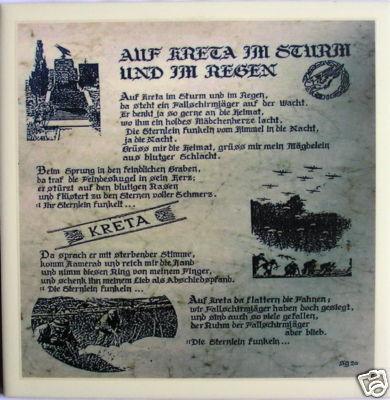 AUF KRETA IM STURM
UND IM REGEN
Auf Kreta im Sturm und im Regen,
da steht ein Fallschirmjäger auf der Wacht.
Er denkt ja so gerne an die Heimat,
wo ihm ein holdes Mädchenherze lacht.
Die Sternlein funkeln vom Himmel in die Nacht,
ja die Nacht.
Grüss mir die Heimat, grüss mir mein Mägdelein
aus blutger Schlacht.
Beim Sprung in den feindlichen Graben,
da traf die Feindeskugel in sein Herz;
er stürzt auf den blutigen Rasen
und flüstert zu den Sternen voller Schmerz.
"Ihr Sternlein funkelt...
KRETA
Da sprach er mit sterbender Stimme,
komm Kamerad und reich mir die Hand
und nimm diesen Ring von meinem Finger,
und schenk ihn meinem Lieb als Abschiedspfand.
"Die Sternlein funkeln...
Auf Kreta da flattern die Fahnen;
wir Fallschirmjäger haben doch gesiegt,
und sind auch so viele gefallen,
der Ruhm der Fallschirmjäger
aber blieb.
"Die Sternlein funkeln...
eb